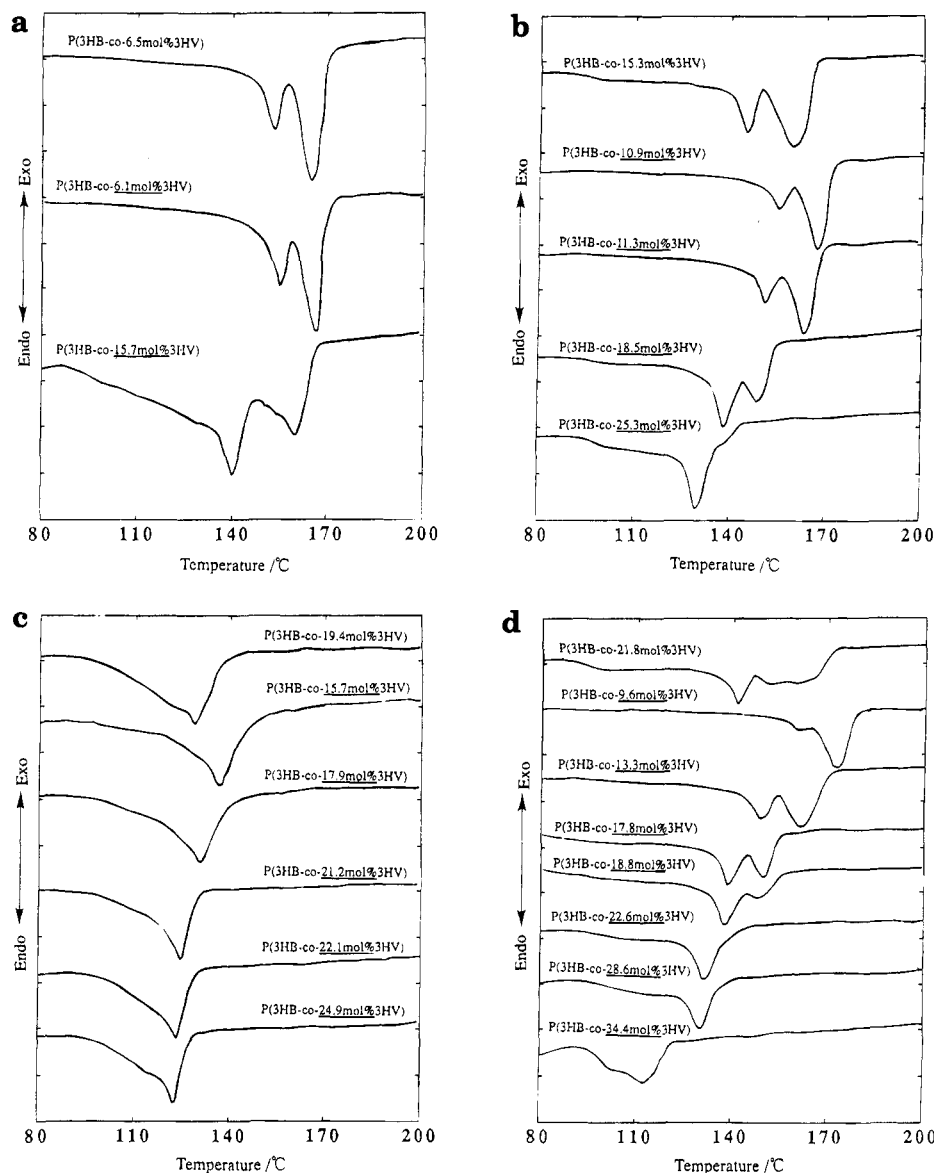 a
P(3HB-co-6.5mol%3HV)
P(3HB-co-6.1mol%3HV)
P(3HB-co-15.7mol%3HV)
Endo
Exo
80
110
140
170
200
Temperature /℃
b
P(3HB-co-15.3mol%3HV)
P(3HB-co-10.9mol%3HV)
P(3HB-co-11.3mol%3HV)
P(3HB-co-18.5mol%3HV)
P(3HB-co-25.3mol%3HV)
Endo
Exo
80
110
140
170
200
Temperature /℃
c
P(3HB-co-19.4mol%3HV)
P(3HB-co-15.7mol%3HV)
P(3HB-co-17.9mol%3HV)
P(3HB-co-21.2mol%3HV)
P(3HB-co-22.1mol%3HV)
P(3HB-co-24.9mol%3HV)
Endo
Exo
80
110
140
170
200
Temperature /℃
d
P(3HB-co-21.8mol%3HV)
P(3HB-co-9.6mol%3HV)
P(3HB-co-13.3mol%3HV)
P(3HB-co-17.8mol%3HV)
P(3HB-co-18.8mol%3HV)
P(3HB-co-22.6mol%3HV)
P(3HB-co-28.6mol%3HV)
P(3HB-co-34.4mol%3HV)
Endo
Exo
80
110
140
170
200
Temperature /℃